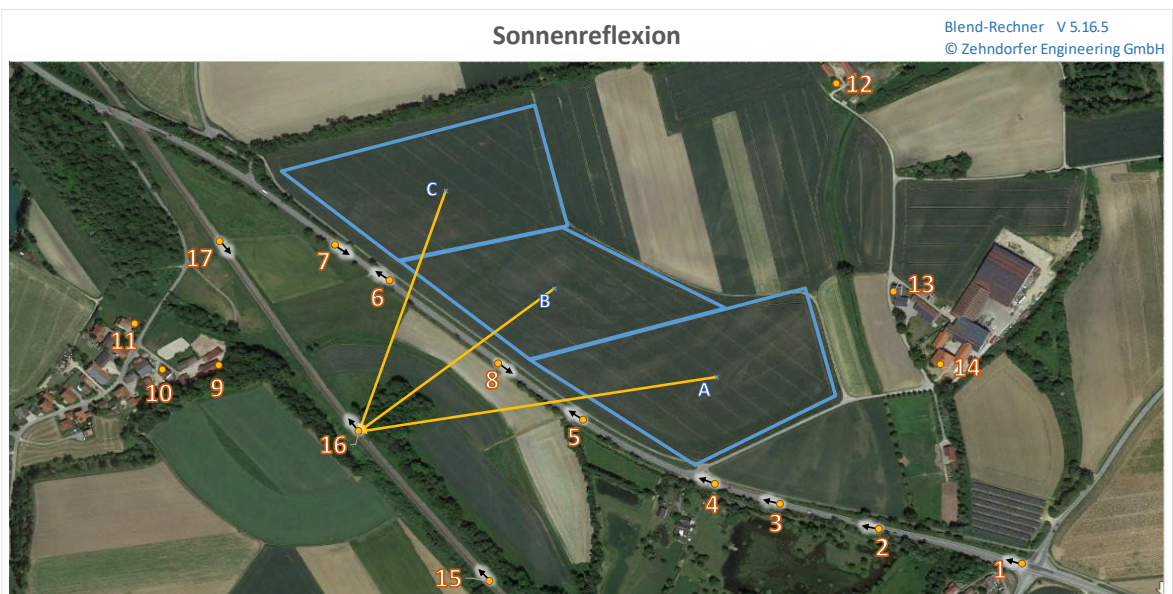 Sonnenreflexion
Blend-Rechner V 5.16.5
© Zehndorfer Engineering GmbH
12
C
17
7
6
13
B
11
10
9
8
14
A
16
5
4
3
2
1
15